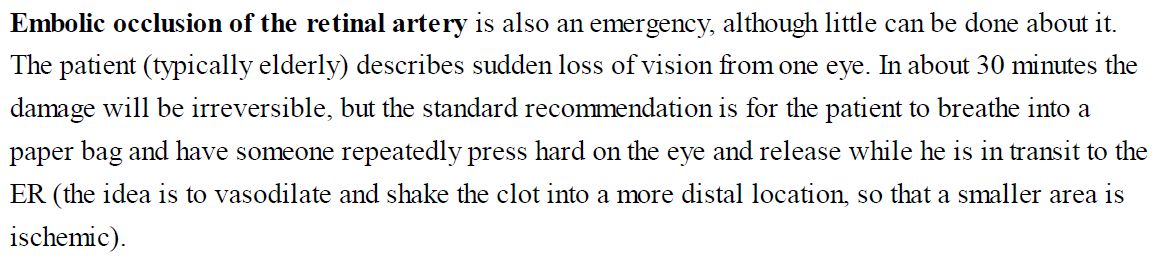 Embolic occlusion of the retinal artery is also an emergency, although little can be done about it.
The patient (typically elderly) describes sudden loss of vision from one eye. In about 30 minutes the
damage will be irreversible, but the standard recommendation is for the patient to breathe into a
paper bag and have someone repeatedly press hard on the eye and release while he is in transit to the
ER (the idea is to vasodilate and shake the clot into a more distal location, so that a smaller area is
ischemic).